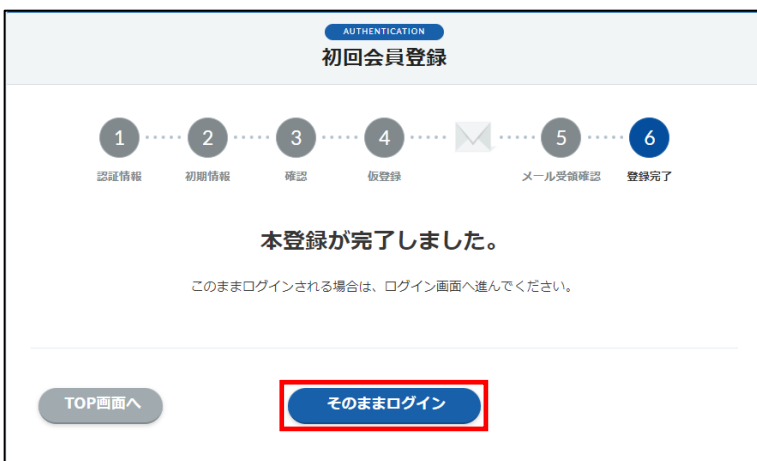 AUTHENTICATION
初回会員登録
1 2 3 4 5 6
認証情報 初期情報 確認 仮登録 メール受領確認 登録完了
本登録が完了しました。
このままログインされる場合は、ログイン画面へ進んでください。
TOP画面へ そのままログイン